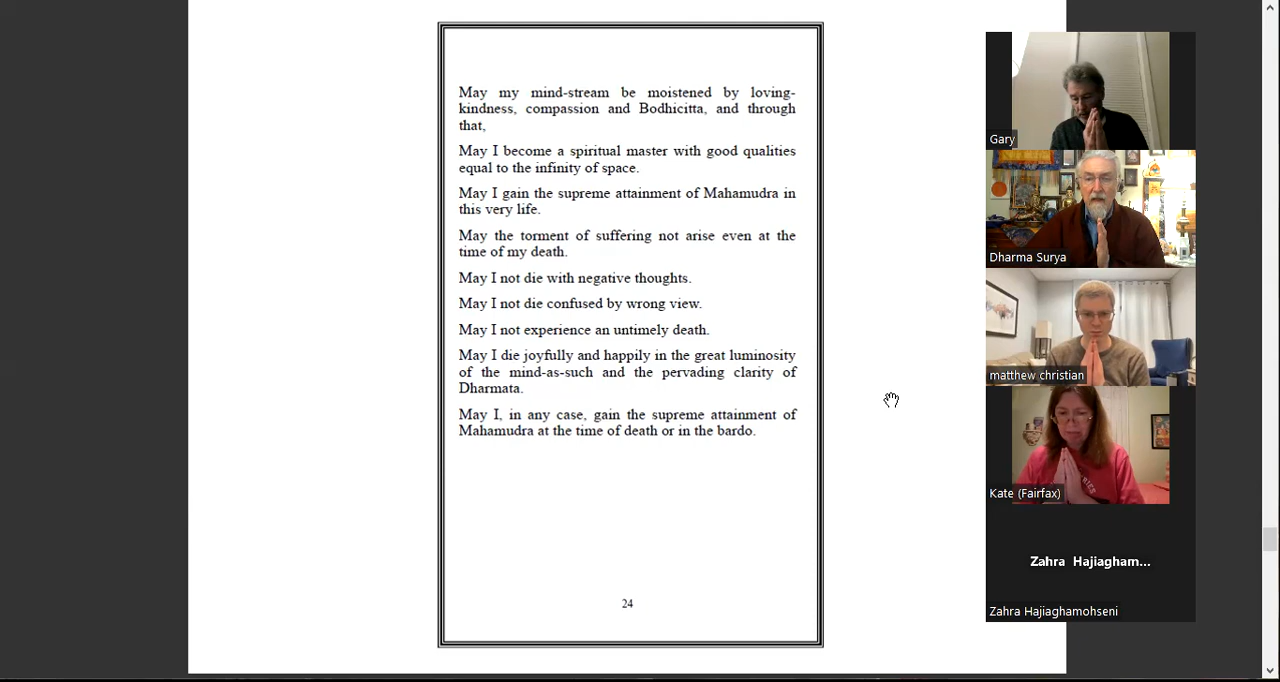 May my mind-stream be moistened by loving-
kindness, compassion and Bodhicitta, and through
that,
May I become a spiritual master with good qualities
equal to the infinity of space.
May I gain the supreme attainment of Mahamudra in
this very life.
May the torment of suffering not arise even at the
time of my death.
May I not die with negative thoughts.
May I not die confused by wrong view.
May I not experience an untimely death.
May I die joyfully and happily in the great luminosity
of the mind-as-such and the pervading clarity of
Dharmata.
May I, in any case, gain the supreme attainment of
Mahamudra at the time of death or in the bardo.
24
Gary
Dharma Surya
matthew christian
Kate (Fairfax)
Zahra Hajiagham...
Zahra Hajiaghamohseni